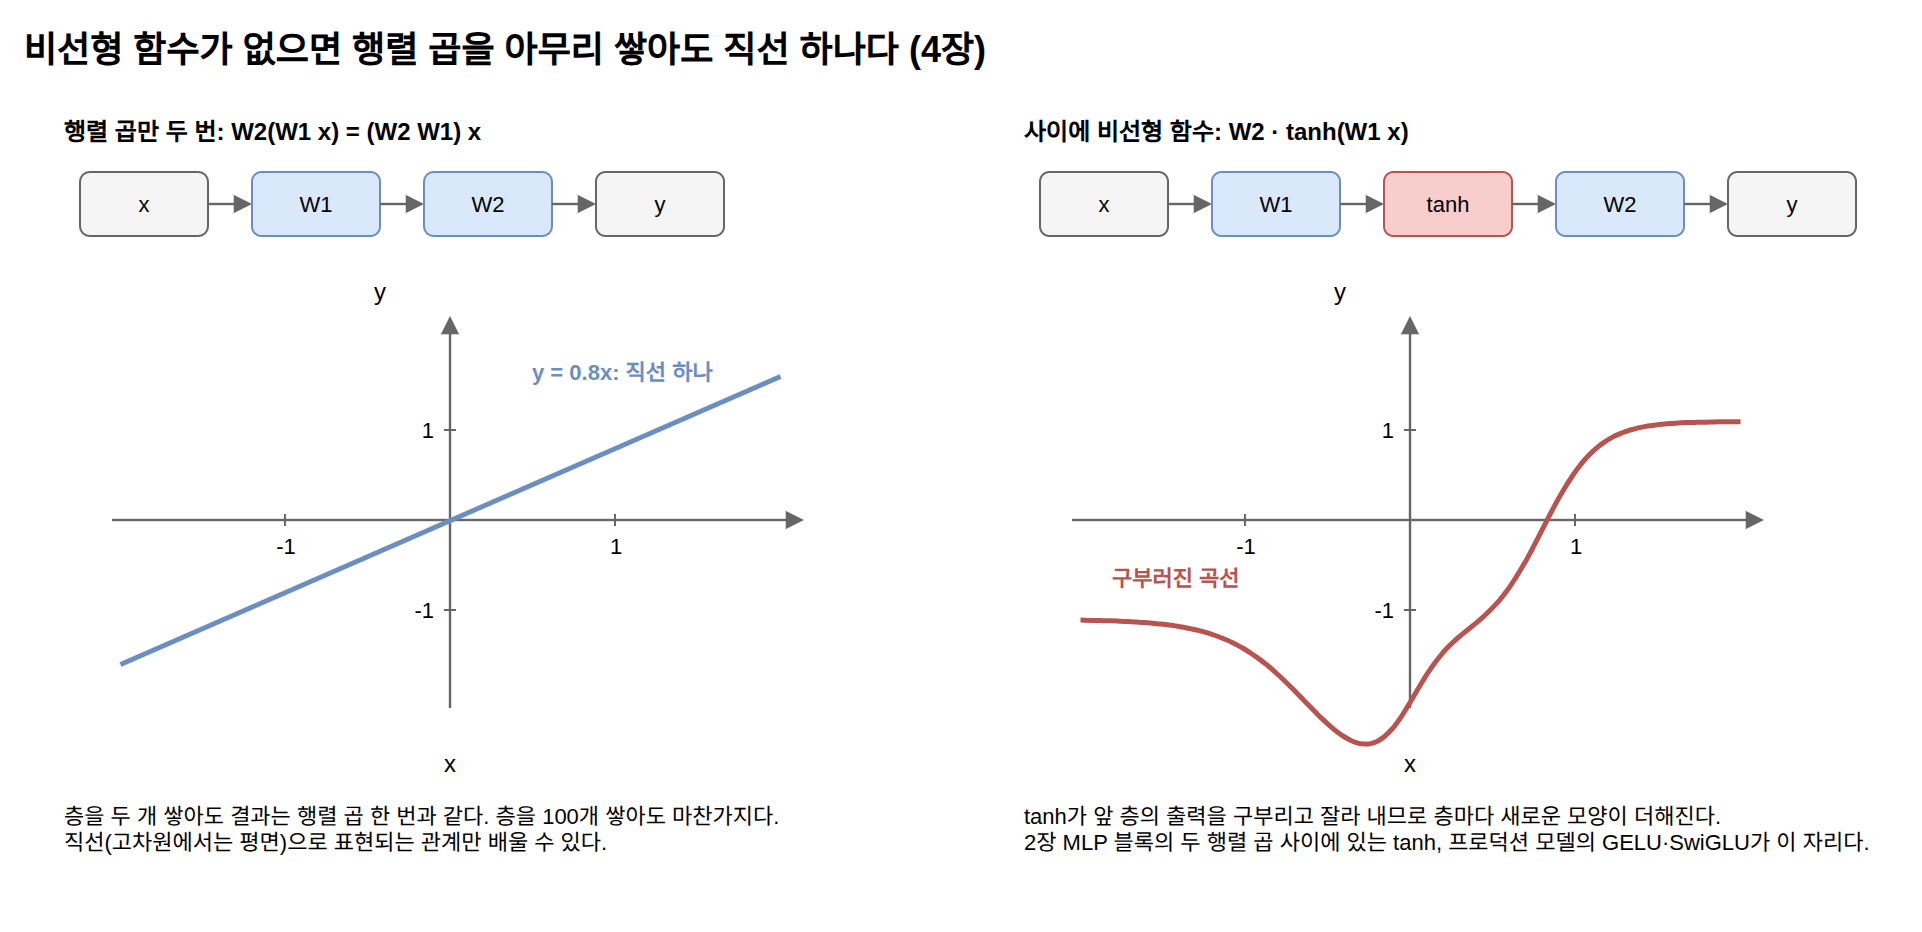 비선형 함수가 없으면 행렬 곱을 아무리 쌓아도 직선 하나다 (4장)
행렬 곱만 두 번: W2(W1 x) = (W2 W1) x
x
W1
W2
y
y
y = 0.8x: 직선 하나
1
-1
1
-1
x
층을 두 개 쌓아도 결과는 행렬 곱 한 번과 같다. 층을 100개 쌓아도 마찬가지다.
직선(고차원에서는 평면)으로 표현되는 관계만 배울 수 있다.
사이에 비선형 함수: W2 · tanh(W1 x)
x
W1
tanh
W2
y
y
1
-1
1
구부러진 곡선
-1
x
tanh가 앞 층의 출력을 구부리고 잘라 내므로 층마다 새로운 모양이 더해진다.
2장 MLP 블록의 두 행렬 곱 사이에 있는 tanh, 프로덕션 모델의 GELU·SwiGLU가 이 자리다.